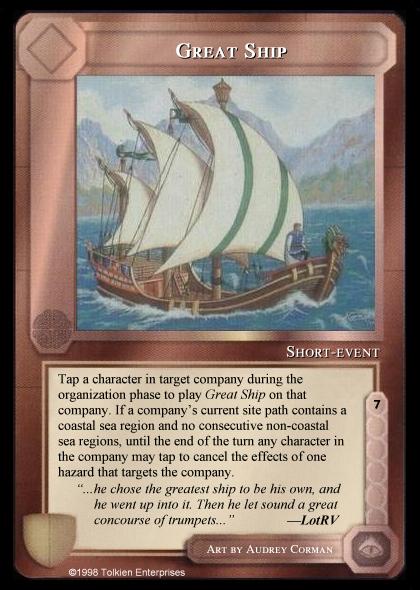 Great Ship
Short-event
Tap a character in target company during the
organization phase to play Great Ship on that
company. If a company's current site path contains a
coastal sea region and no consecutive non-coastal
sea regions, until the end of the turn any character in
the company may tap to cancel the effects of one
hazard that targets the company.
7
"...he chose the greatest ship to be his own, and
he went up into it. Then he let sound a great
concourse of trumpets..." —LotRV
Art by Audrey Corman
©1998 Tolkien Enterprises